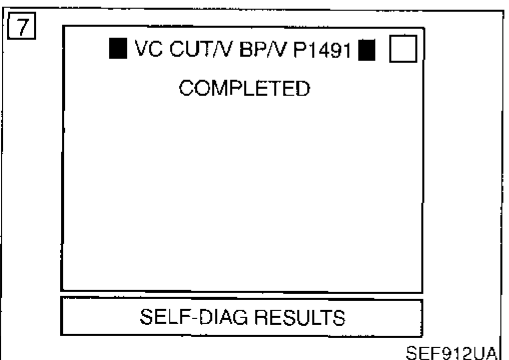 7
VC CUT/V BP/V P1491
COMPLETED
SELF-DIAG RESULTS
SEF912UA